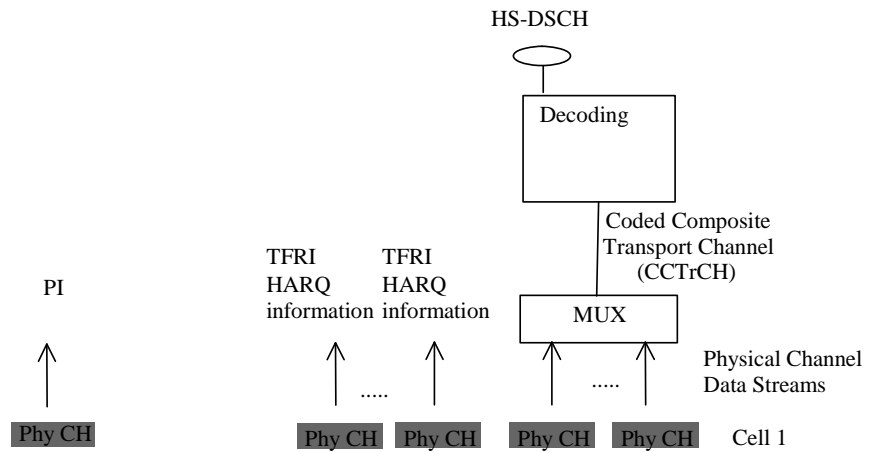 HS-DSCH
Decoding
Coded Composite
Transport Channel
(CCTrCH)
TFRI
HARQ
information
TFRI
HARQ
information
PI
MUX
Physical Channel
Data Streams
.....
.....
Phy CH
Phy CH
Phy CH
Phy CH
Phy CH
Cell 1